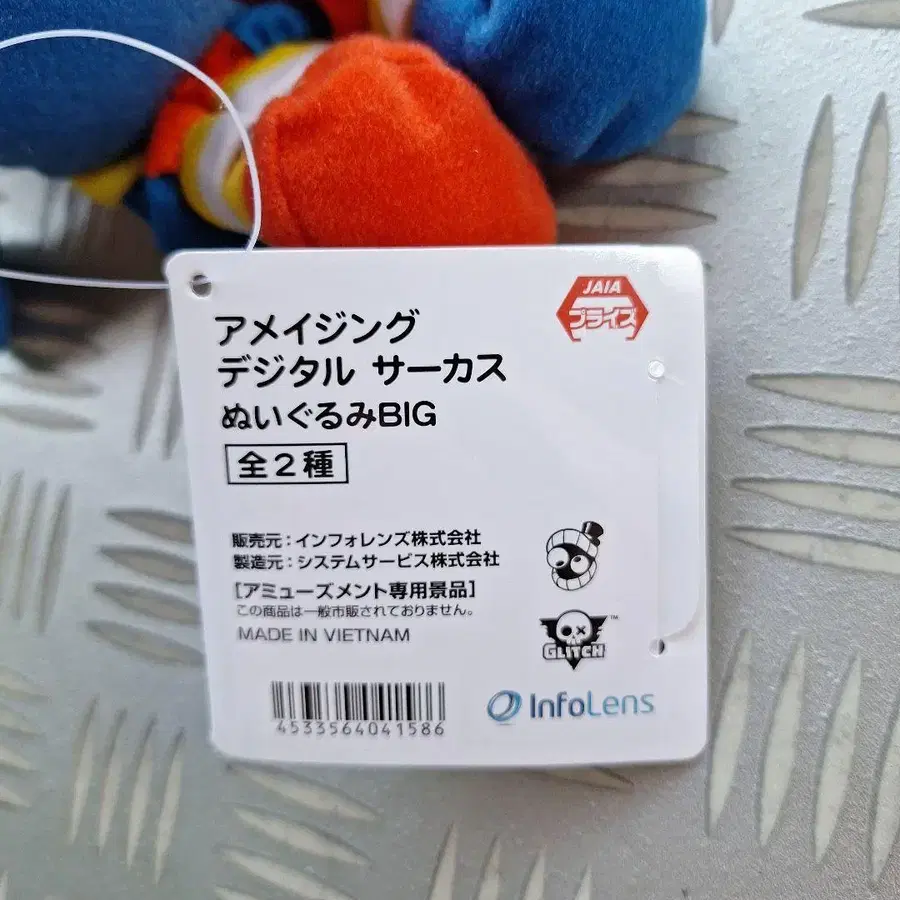 JAIA
プライズ
アメイジング
デジタル サーカス
ぬいぐるみBIG
全2種
販売元:インフォレンズ株式会社
製造元:システムサービス株式会社
[アミューズメント専用景品]
この商品は一般市販されておりません。
MADE IN VIETNAM
GLITCH™
4533564041586
InfoLens